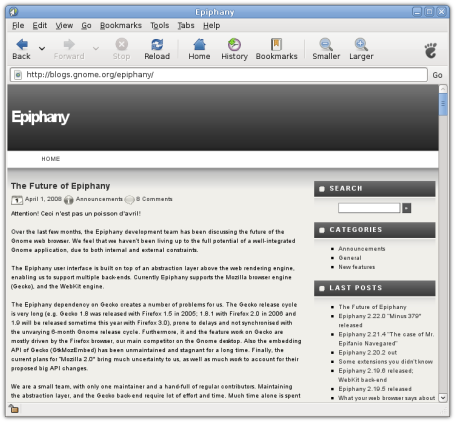 Epiphany
File Edit View Go Bookmarks Tools Tabs Help
Back Forward Stop Reload Home History Bookmarks Smaller Larger
http://blogs.gnome.org/epiphany/ Go
Epiphany
HOME
The Future of Epiphany
April 1, 2008 Announcements 8 Comments
Attention! Ceci n'est pas un poisson d'avril!
Over the last few months, the Epiphany development team has been discussing the future of the
Gnome web browser. We feel that we haven't been living up to the full potential of a well-integrated
Gnome application, due to both internal and external constraints.
The Epiphany user interface is built on top of an abstraction layer above the web rendering engine,
enabling us to support multiple back-ends. Currently Epiphany supports the Mozilla browser engine
(Gecko), and the WebKit engine.
The Epiphany dependency on Gecko creates a number of problems for us. The Gecko release cycle
is very long (e.g. Gecko 1.8 was released with Firefox 1.5 in 2005; 1.8.1 with Firefox 2.0 in 2006 and
1.9 will be released sometime this year with Firefox 3.0), prone to delays and not synchronised with
the unvarying 6-month Gnome release cycle. Furthermore, it and the feature work on Gecko are
mostly driven by the Firefox browser, our main competitor on the Gnome desktop. Also the embedding
API of Gecko (GtkMozEmbed) has been unmaintained and stagnant for a long time. Finally, the
current plans for "Mozilla 2.0" bring much uncertainty to us, as well as much work to account for their
proposed big API changes.
We are a small team, with only one maintainer and a hand-full of regular contributors. Maintaining
the abstraction layer, and the Gecko back-end require lot of effort and time. Much time alone is spent
SEARCH
CATEGORIES
Announcements
General
New features
LAST POSTS
The Future of Epiphany
Epiphany 2.22.0 "Minus 379"
released
Epiphany 2.21.4 "The case of Mr.
Epifanio Navegared"
Epiphany 2.20.2 out
Some extensions you didn't know
Epiphany 2.19.6 released;
WebKit back-end
Epiphany 2.19.5 released
What your web browser says about